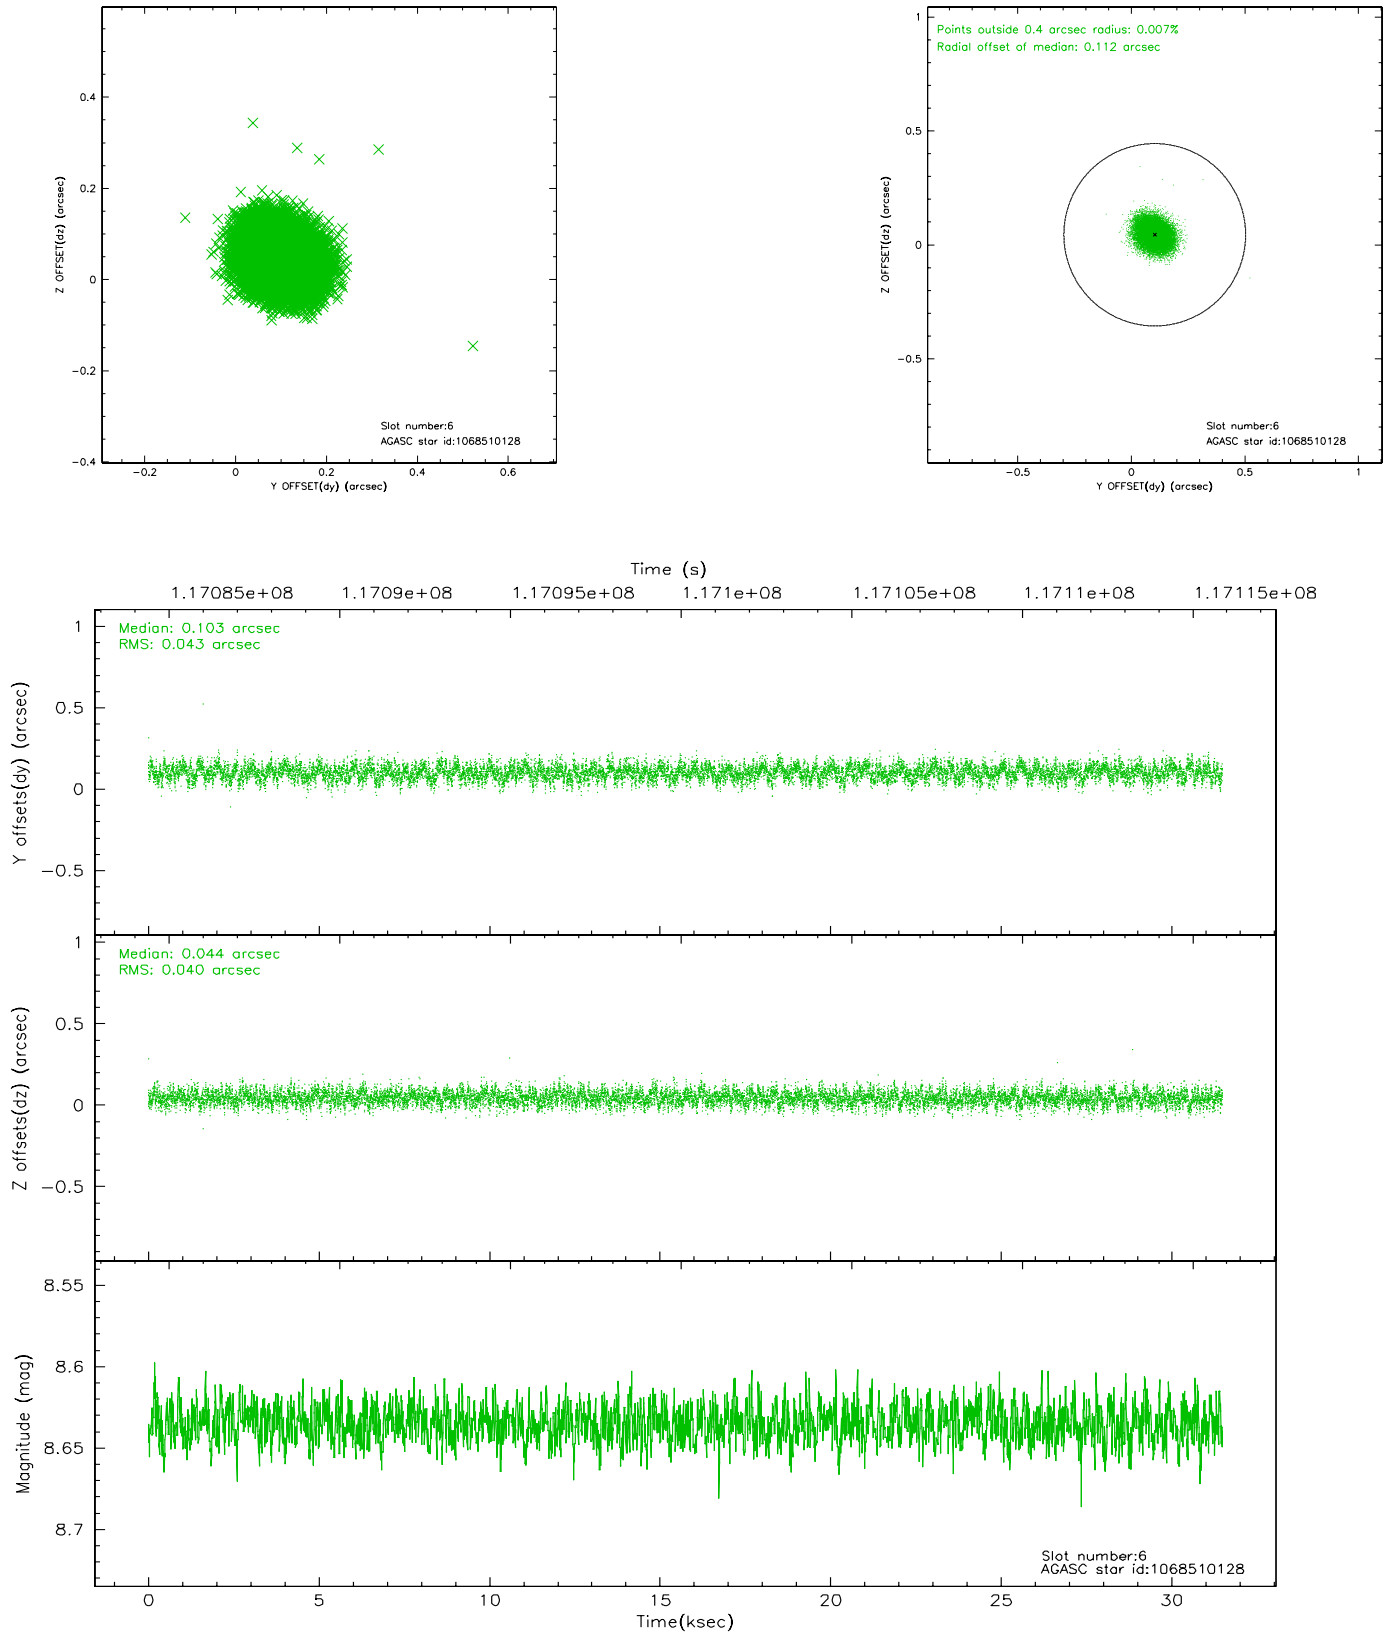 0.4
0.2
0
−0.2
−0.4
Z OFFSET(dz) (arcsec)
Slot number:6
AGASC star id:1068510128
−0.2 0 0.2 0.4 0.6
Y OFFSET(dy) (arcsec)
Points outside 0.4 arcsec radius: 0.007%
Radial offset of median: 0.112 arcsec
1
0.5
0
−0.5
Z OFFSET(dz) (arcsec)
Slot number:6
AGASC star id:1068510128
−0.5 0 0.5 1
Y OFFSET(dy) (arcsec)
Time (s)
1.17085e+08 1.1709e+08 1.17095e+08 1.171e+08 1.17105e+08 1.1711e+08 1.17115e+08
Median: 0.103 arcsec
RMS: 0.043 arcsec
1
0.5
0
−0.5
Y offsets(dy) (arcsec)
Median: 0.044 arcsec
RMS: 0.040 arcsec
1
0.5
0
−0.5
Z offsets(dz) (arcsec)
8.55
8.6
8.65
8.7
Magnitude (mag)
Slot number:6
AGASC star id:1068510128
0 5 10 15 20 25 30
Time(ksec)